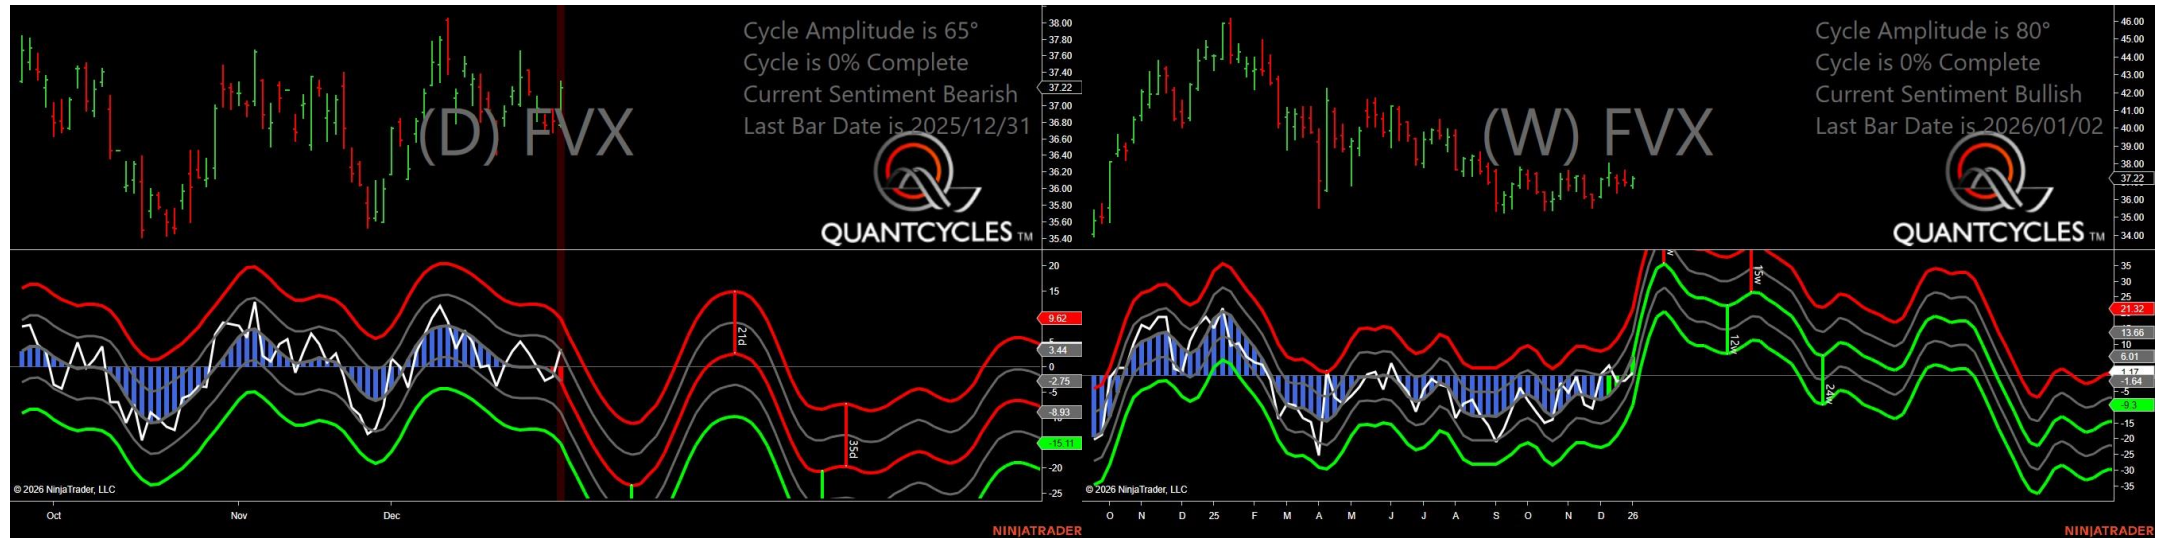 Cycle Amplitude is 65°
Cycle is 0% Complete
Current Sentiment Bearish
Last Bar Date is 2025/12/31
(D) FVX
QUANTCYCLES TM
38.00
37.80
37.60
37.40
37.22
37.00
36.80
36.60
36.40
36.20
36.00
35.80
35.60
35.40
20
15
9.62
3.44
0
-2.75
-5
-8.93
-15.11
-20
-25
21d
35d
© 2026 NinjaTrader, LLC
Oct Nov Dec
NINJATRADER
Cycle Amplitude is 80°
Cycle is 0% Complete
Current Sentiment Bullish
Last Bar Date is 2026/01/02
(W) FVX
QUANTCYCLES TM
46.00
45.00
44.00
43.00
42.00
41.00
40.00
39.00
38.00
37.22
36.00
35.00
34.00
35
30
25
21.32
13.66
10
6.01
1.17
-1.64
-5
-9.3
-15
-20
-25
-30
-35
w
15w
12w
24w
© 2026 NinjaTrader, LLC
O N D 25 F M A M J J A S O N D 26
NINJATRADER